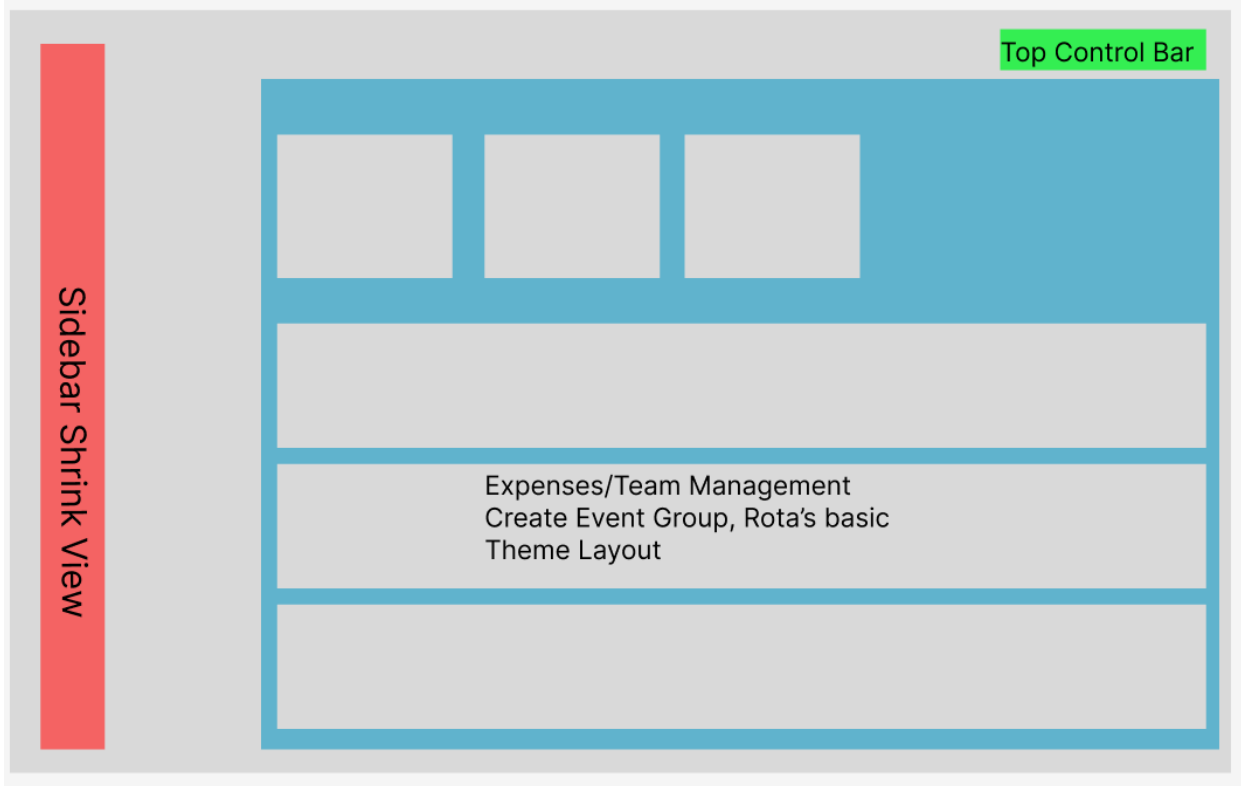 Top Control Bar
Sidebar Shrink View
Expenses/Team Management
Create Event Group, Rota’s basic
Theme Layout